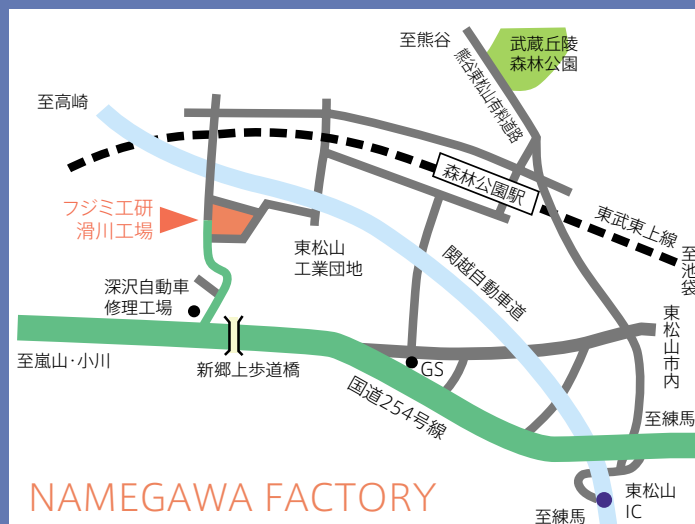 至熊谷
武蔵丘陵
森林公園
熊谷東松山有料道路
至高崎
森林公園駅
フジミ工研
滑川工場
東武東上線
至池袋
東松山
工業団地
関越自動車道
深沢自動車
修理工場
東松山市内
至嵐山·小川
新郷上歩道橋
GS
国道254号線
至練馬
NAMEGAWA FACTORY
東松山
IC
至練馬